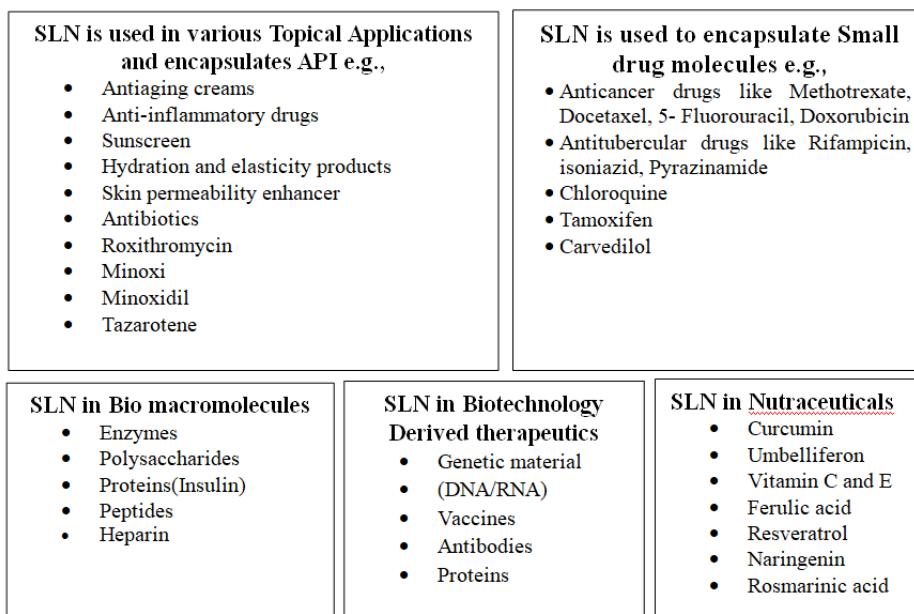 SLN is used in various Topical Applications
and encapsulates API e.g.,
• Antiaging creams
• Anti-inflammatory drugs
• Sunscreen
• Hydration and elasticity products
• Skin permeability enhancer
• Antibiotics
• Roxithromycin
• Minoxi
• Minoxidil
• Tazarotene
SLN is used to encapsulate Small
drug molecules e.g.,
• Anticancer drugs like Methotrexate,
Docetaxel, 5- Fluorouracil, Doxorubicin
• Antitubercular drugs like Rifampicin,
isoniazid, Pyrazinamide
• Chloroquine
• Tamoxifen
• Carvedilol
SLN in Bio macromolecules
• Enzymes
• Polysaccharides
• Proteins(Insulin)
• Peptides
• Heparin
SLN in Biotechnology
Derived therapeutics
• Genetic material
• (DNA/RNA)
• Vaccines
• Antibodies
• Proteins
SLN in Nutraceuticals
• Curcumin
• Umbelliferon
• Vitamin C and E
• Ferulic acid
• Resveratrol
• Naringenin
• Rosmarinic acid